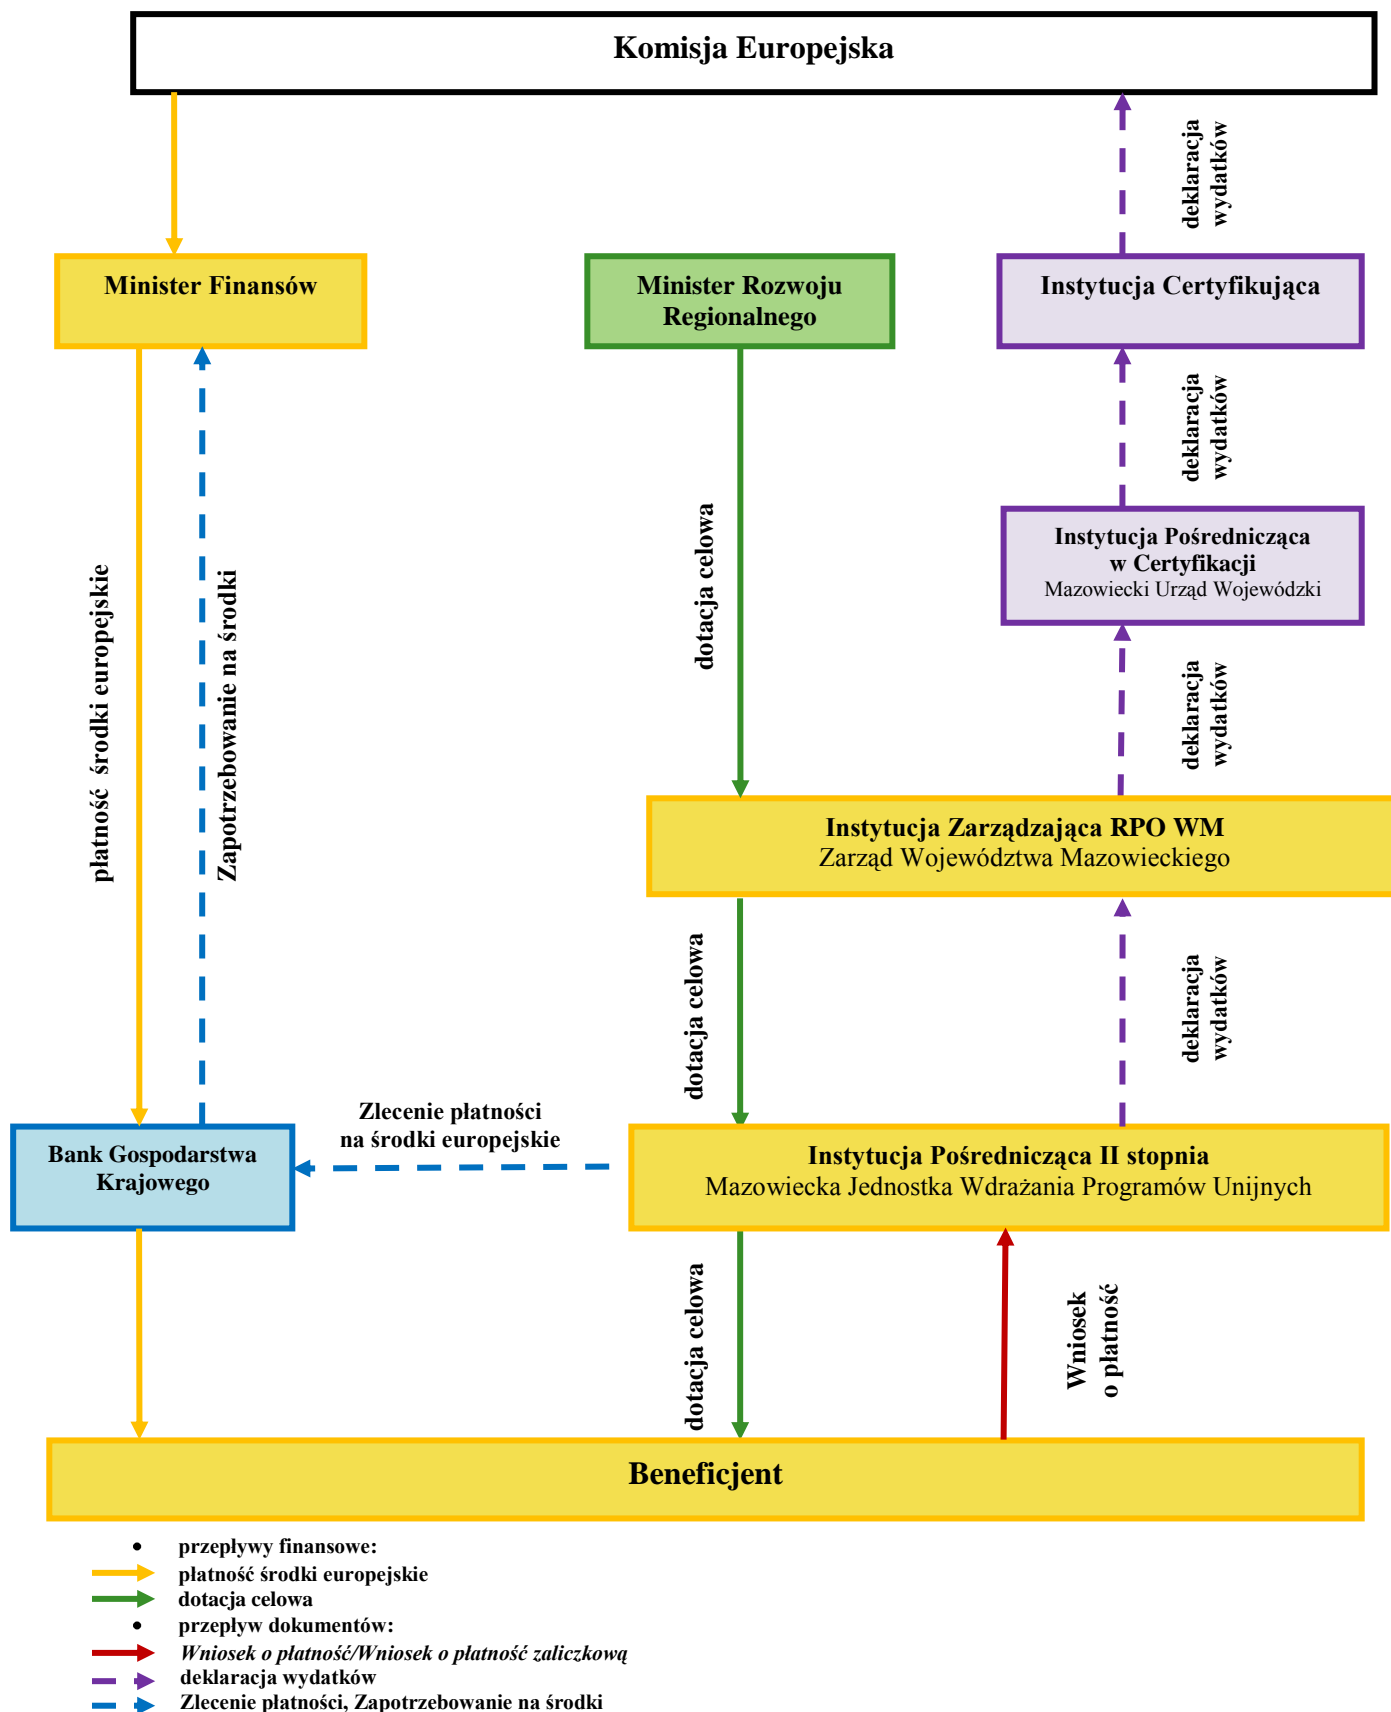 Komisja Europejska
deklaracja
wydatków
Minister Finansów
Minister Rozwoju
Regionalnego
Instytucja Certyfikująca
deklaracja
wydatków
płatność  środki europejskie
Zapotrzebowanie na środki
dotacja celowa
Instytucja Pośrednicząca
w Certyfikacji
Mazowiecki Urząd Wojewódzki
deklaracja
wydatków
Instytucja Zarządzająca RPO WM
Zarząd Województwa Mazowieckiego
dotacja celowa
deklaracja
wydatków
Zlecenie płatności
na środki europejskie
Bank Gospodarstwa
Krajowego
Instytucja Pośrednicząca II stopnia
Mazowiecka Jednostka Wdrażania Programów Unijnych
dotacja celowa
Wniosek
o płatność
Beneficjent
• przepływy finansowe:
płatność środki europejskie
dotacja celowa
• przepływ dokumentów:
Wniosek o płatność/Wniosek o płatność zaliczkową
deklaracja wydatków
Zlecenie płatności, Zapotrzebowanie na środki